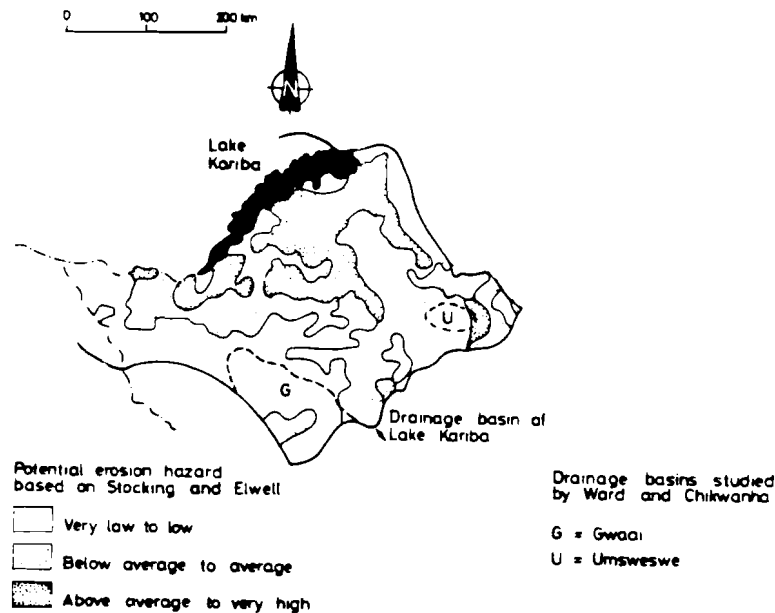 0 100 200 km
N
Lake
Kariba
U
G
Drainage basin of
Lake Kariba
Potential erosion hazard
based on Stocking and Elwell
Very law to low
Below average to average
Above average to very high
Drainage basins studied
by Ward and Chikwanha
G = Gwaai
U = Umsweswe